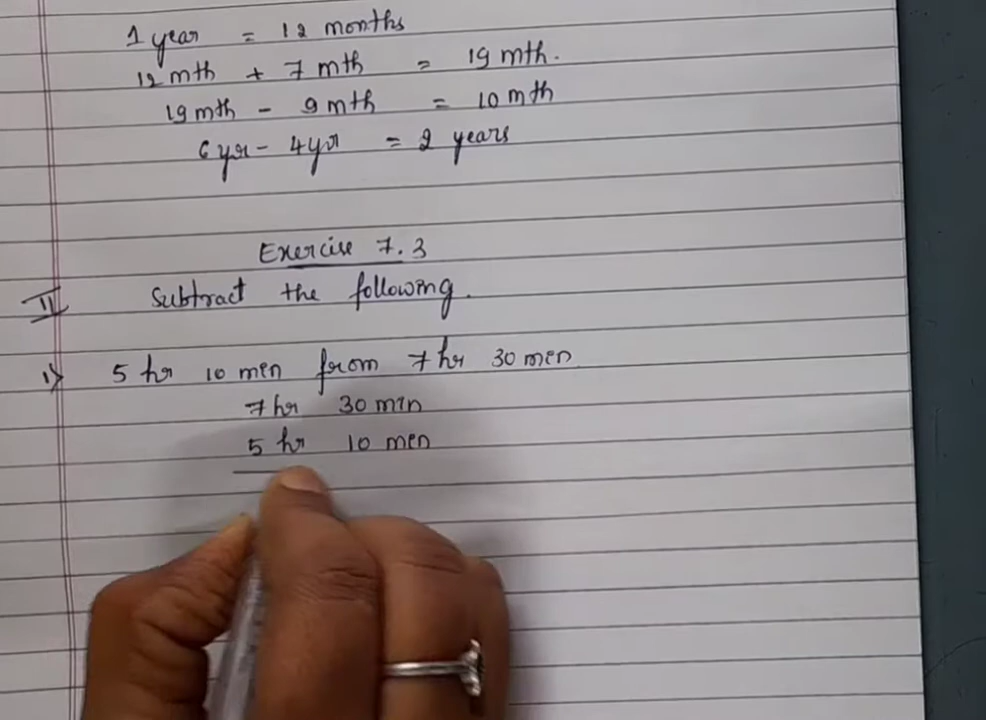 1 year = 12 months
12 mth + 7 mth = 19 mth.
19 mth - 9 mth = 10 mth
6 yr - 4 yr = 2 years
Exercise 7.3
II Subtract the following.
1) 5 hr 10 min from 7 hr 30 min
7 hr 30 min
5 hr 10 min